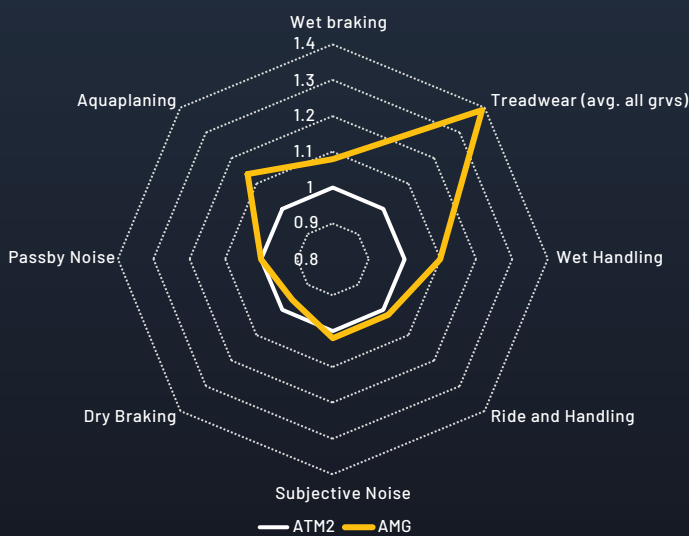 Wet braking
1.4
1.3
1.2
1.1
1
0.9
0.8
Treadwear (avg. all grvs)
Wet Handling
Ride and Handling
Subjective Noise
Dry Braking
Passby Noise
Aquaplaning
ATM2
AMG